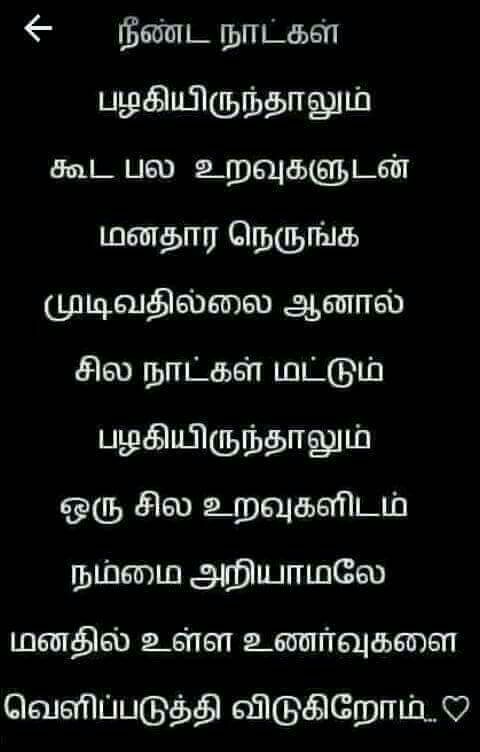 நீண்ட நாட்கள்
பழகியிருந்தாலும்
கூட பல உறவுகளுடன்
மனதார நெருங்க
முடிவதில்லை ஆனால்
சில நாட்கள் மட்டும்
பழகியிருந்தாலும்
ஒரு சில உறவுகளிடம்
நம்மை அறியாமலே
மனதில் உள்ள உணர்வுகளை
வெளிப்படுத்தி விடுகிறோம்... ♡